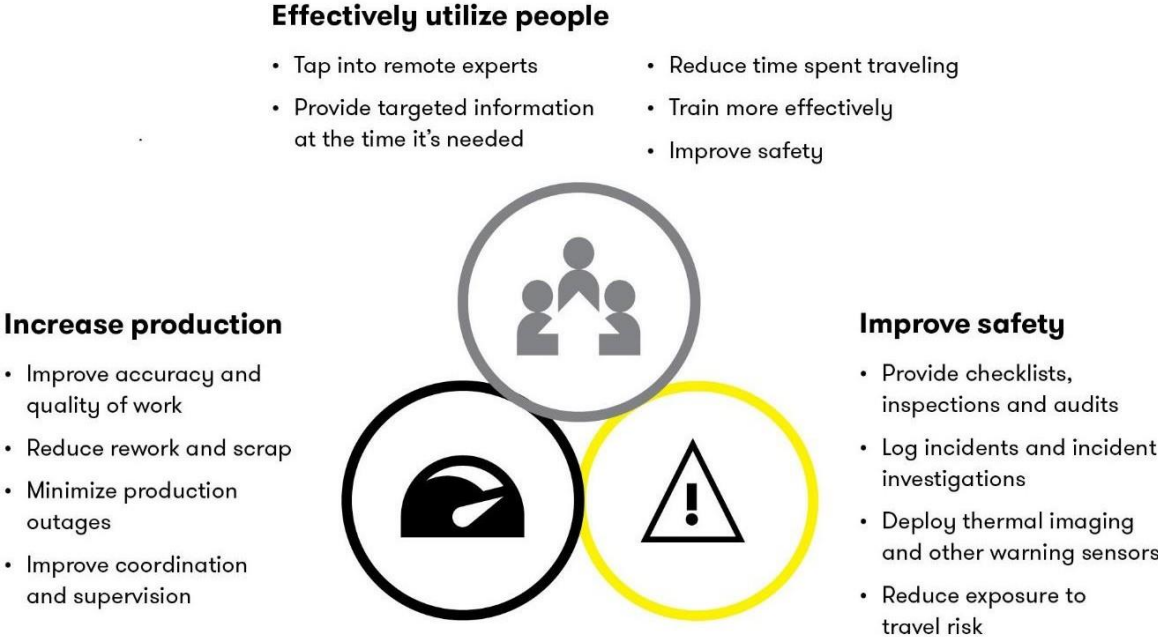 Effectively utilize people
• Tap into remote experts
• Provide targeted information
at the time it's needed
• Reduce time spent traveling
• Train more effectively
• Improve safety
Increase production
• Improve accuracy and
quality of work
• Reduce rework and scrap
• Minimize production
outages
• Improve coordination
and supervision
Improve safety
• Provide checklists,
inspections and audits
• Log incidents and incident
investigations
• Deploy thermal imaging
and other warning sensors
• Reduce exposure to
travel risk
!